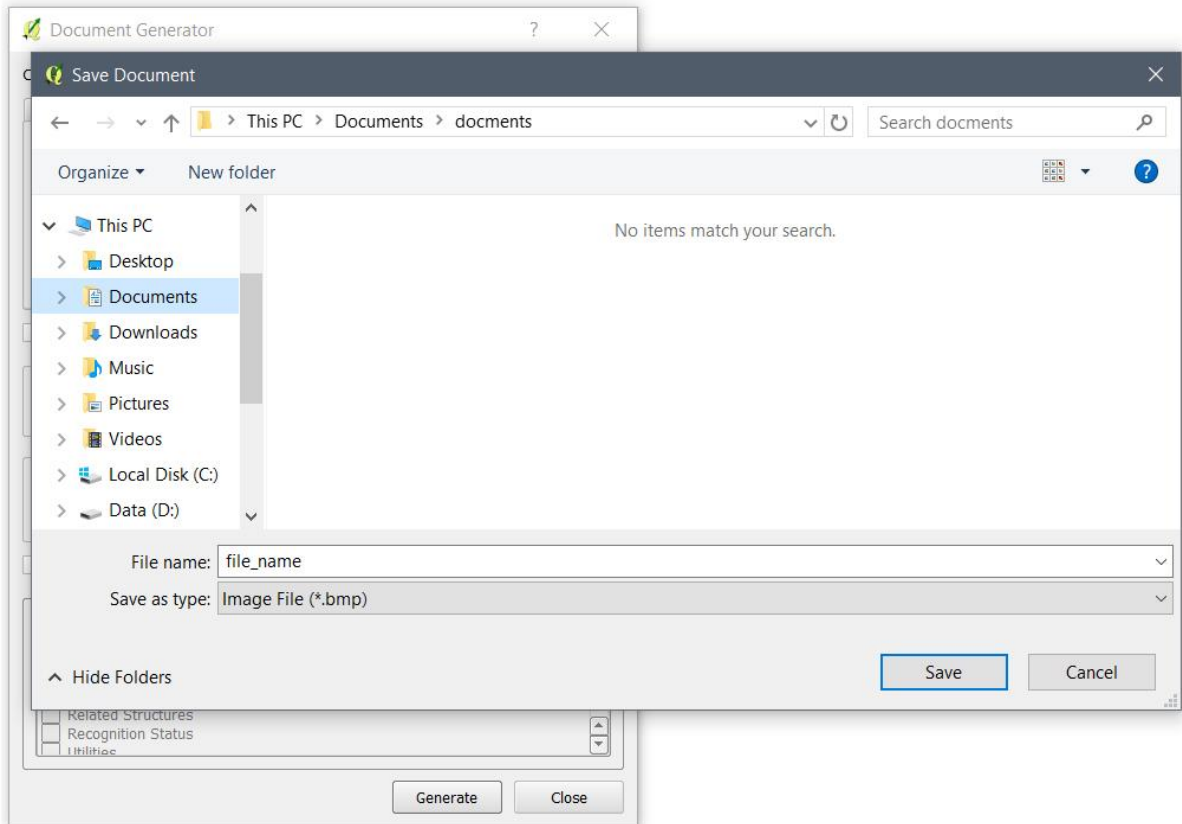 Document Generator ?
Save Document
This PC > Documents > docments
Search docments
Organize
New folder
?
This PC
No items match your search.
Desktop
Documents
Downloads
Music
Pictures
Videos
Local Disk (C:)
Data (D:)
File name: file_name
Save as type: Image File (*.bmp)
Hide Folders
Save
Cancel
Related Structures
Recognition Status
Utilities
Generate
Close